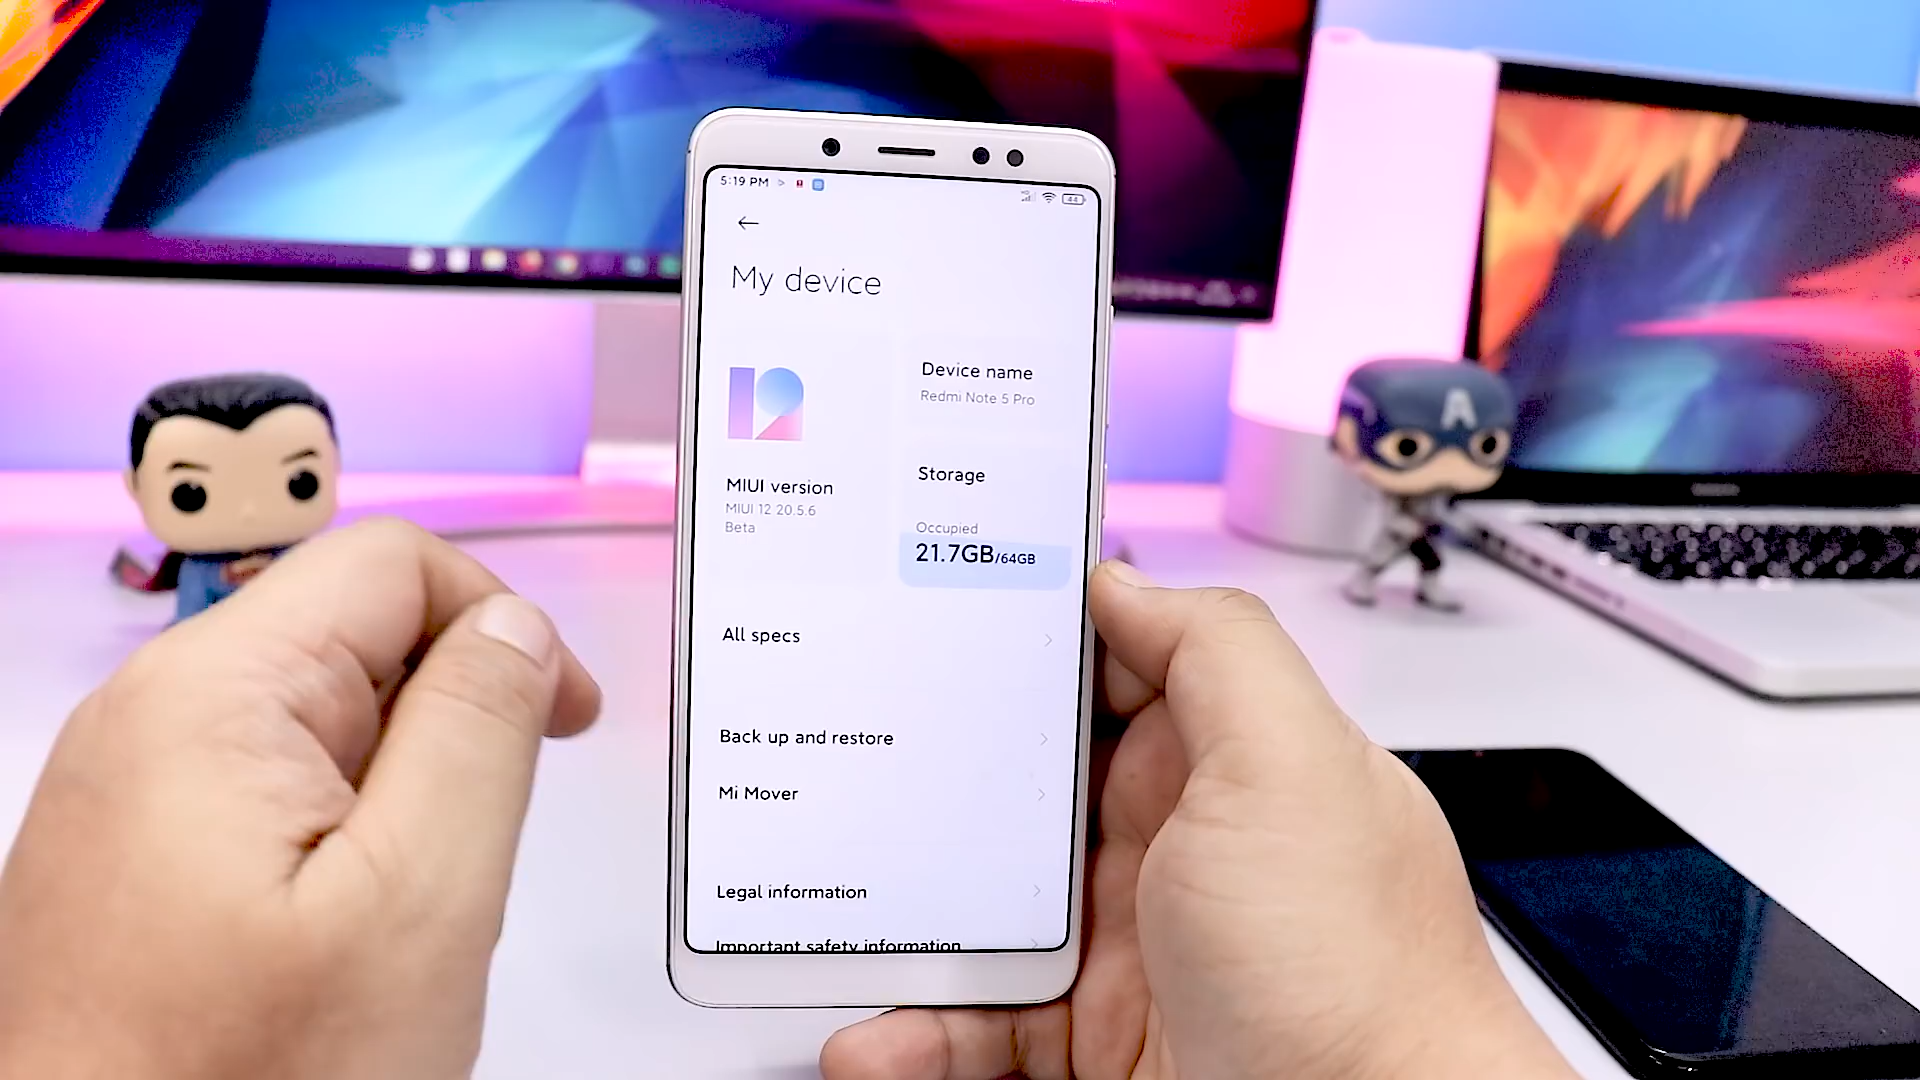 5:19 PM
44
My device
Device name
Redmi Note 5 Pro
MIUI version
MIUI 12 20.5.6
Beta
Storage
Occupied
21.7GB/64GB
All specs
Back up and restore
Mi Mover
Legal information
Important safety information
A